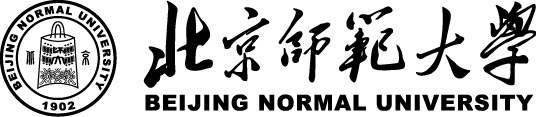 BEIJING NORMAL UNIVERSITY
1902
北京師範大學
BEIJING NORMAL UNIVERSITY